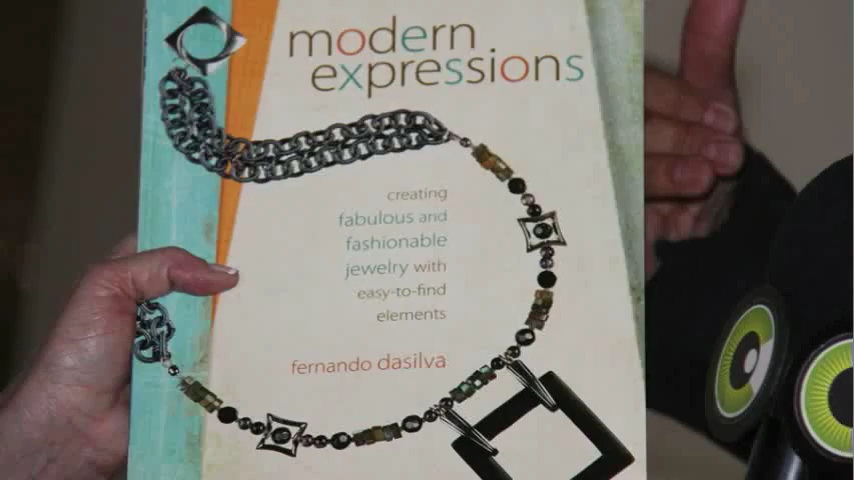 modern
expressions
creating
fabulous and
fashionable
jewelry with
easy-to-find
elements
fernando dasilva